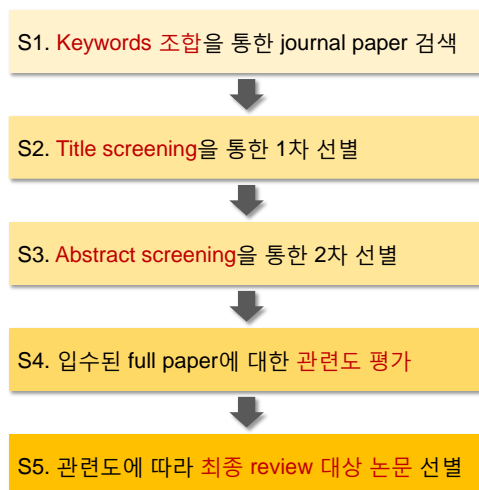 S1. Keywords 조합을 통한 journal paper 검색
S2. Title screening을 통한 1차 선별
S3. Abstract screening을 통한 2차 선별
S4. 입수된 full paper에 대한 관련도 평가
S5. 관련도에 따라 최종 review 대상 논문 선별